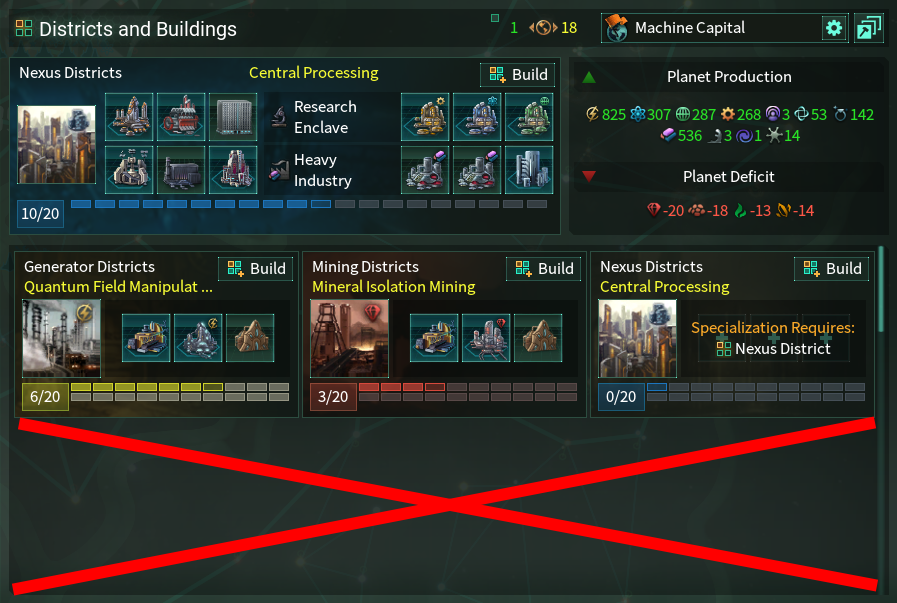 Districts and Buildings
1 18
Machine Capital
Nexus Districts
Central Processing
Build
Research
Enclave
Heavy
Industry
10/20
Planet Production
825 307 287 268 3 53 142
536 3 1 14
Planet Deficit
-20 -18 -13 -14
Generator Districts
Build
Quantum Field Manipulat ...
6/20
Mining Districts
Build
Mineral Isolation Mining
3/20
Nexus Districts
Build
Central Processing
Specialization Requires:
Nexus District
0/20